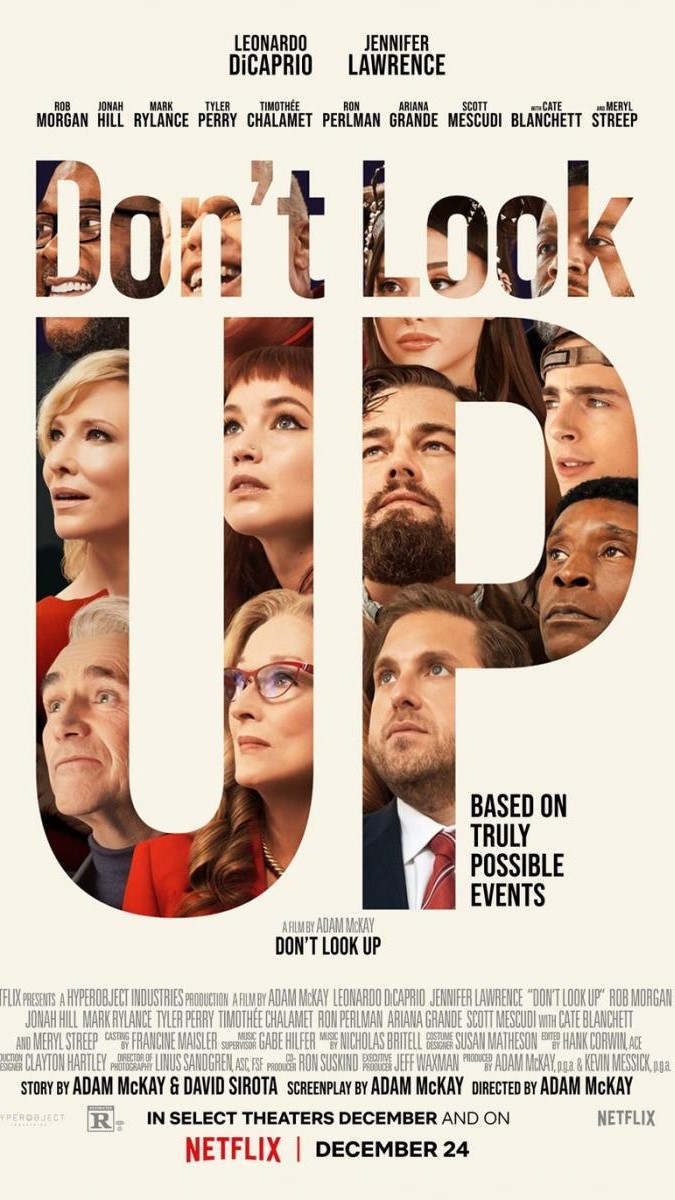 LEONARDO DiCAPRIO JENNIFER LAWRENCE
ROB MORGAN JONAH HILL MARK RYLANCE TYLER PERRY TIMOTHÉE CHALAMET RON PERLMAN ARIANA GRANDE SCOTT MESCUDI WITH CATE BLANCHETT AND MERYL STREEP
Don't Look
UP
BASED ON
TRULY
POSSIBLE
EVENTS
A FILM BY ADAM McKAY
DON'T LOOK UP
TFLIX PRESENTS A HYPEROBJECT INDUSTRIES PRODUCTION A FILM BY ADAM McKAY LEONARDO DiCAPRIO JENNIFER LAWRENCE "DON'T LOOK UP" ROB MORGAN
JONAH HILL MARK RYLANCE TYLER PERRY TIMOTHÉE CHALAMET RON PERLMAN ARIANA GRANDE SCOTT MESCUDI WITH CATE BLANCHETT
AND MERYL STREEP CASTING BY FRANCINE MAISLER MUSIC SUPERVISOR GABE HILFER MUSIC BY NICHOLAS BRITELL COSTUME DESIGNER SUSAN MATHESON EDITED BY HANK CORWIN, ACE
DUCTION SIGNER CLAYTON HARTLEY DIRECTOR OF PHOTOGRAPHY LINUS SANDGREN, ASC, FSF CO-PRODUCER RON SUSKIND EXECUTIVE PRODUCER JEFF WAXMAN PRODUCED BY ADAM McKAY, p.g.a. & KEVIN MESSICK, p.g.a.
STORY BY ADAM McKAY & DAVID SIROTA SCREENPLAY BY ADAM McKAY DIRECTED BY ADAM McKAY
YPEROBJECT INDUSTRIES R IN SELECT THEATERS DECEMBER AND ON NETFLIX
NETFLIX | DECEMBER 24